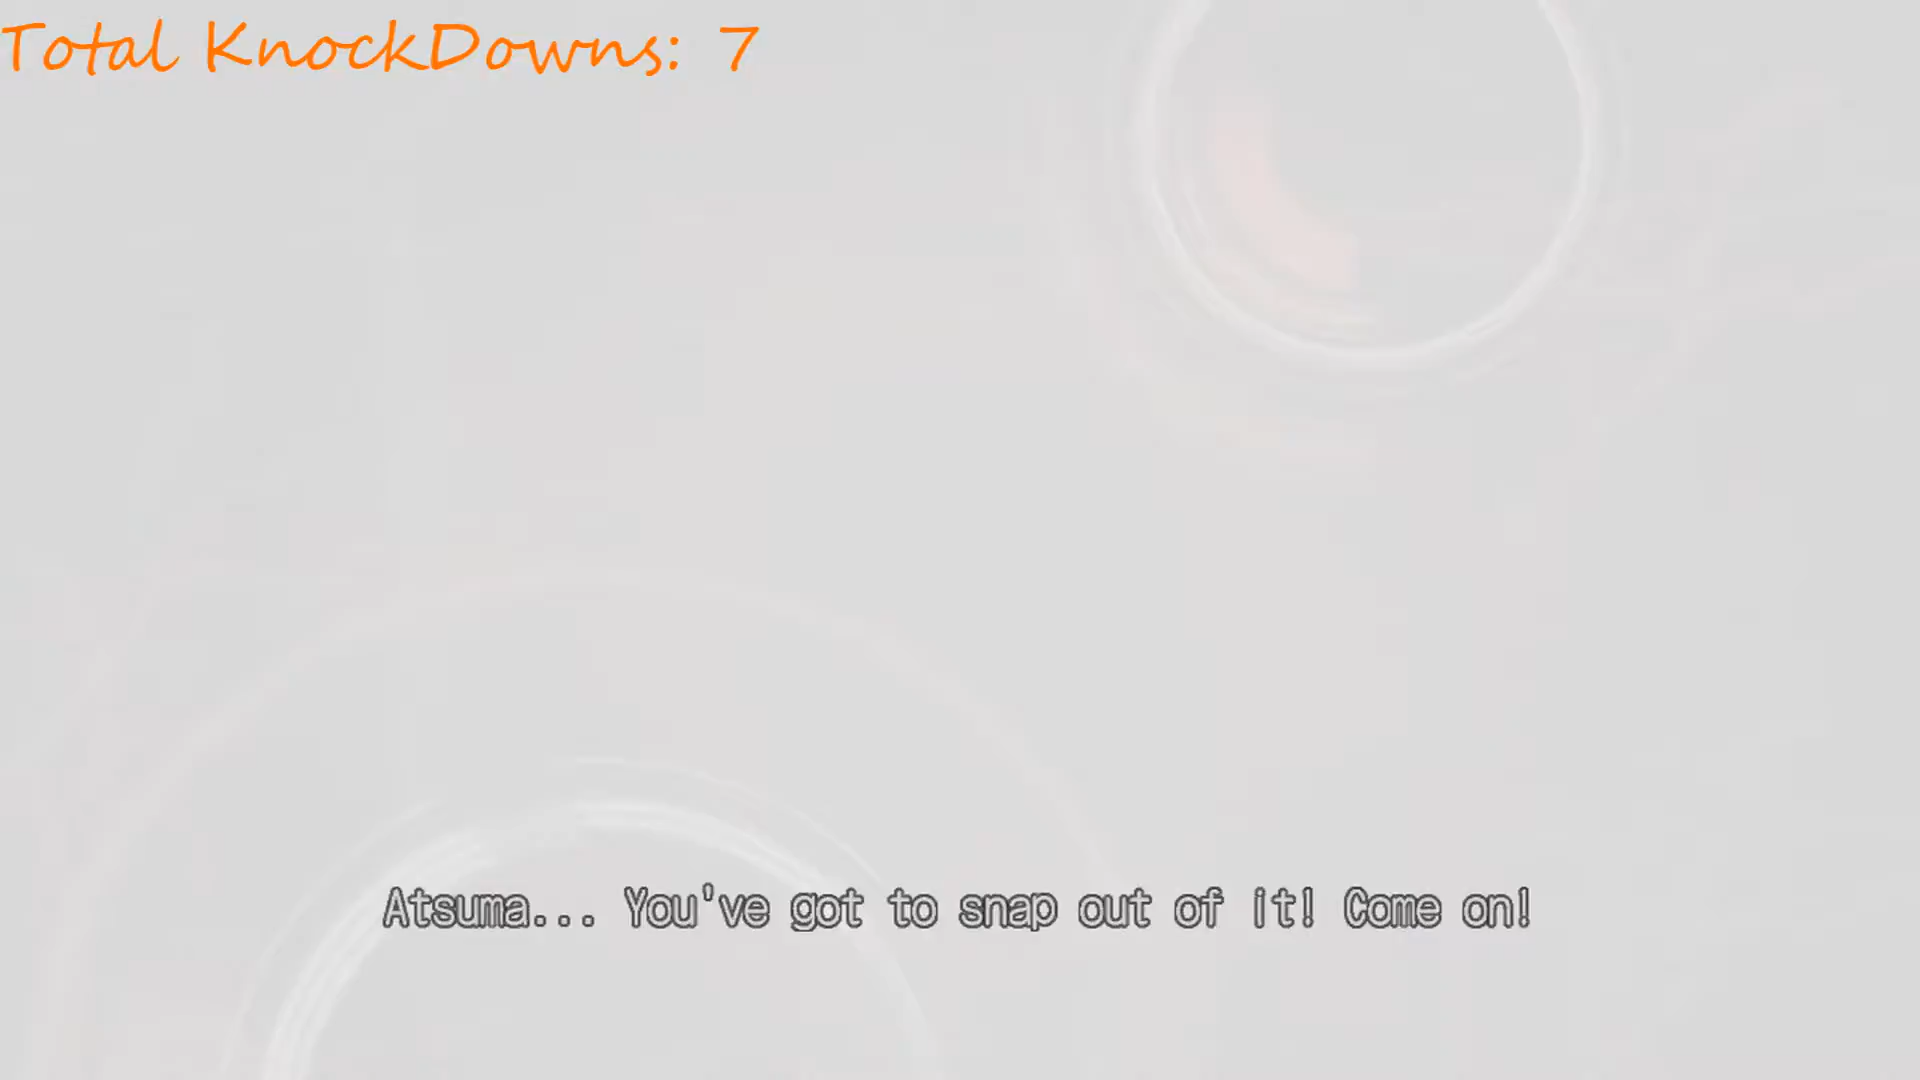 Total KnockDowns: 7
Atsuma... You've got to snap out of it! Come on!